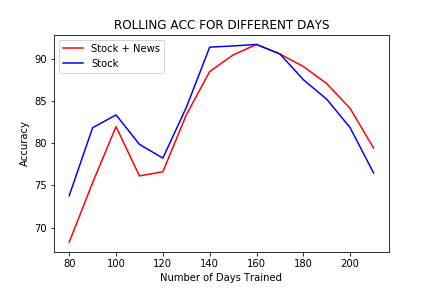 ROLLING ACC FOR DIFFERENT DAYS
Stock + News
Stock
Accuracy
90
85
80
75
70
80 100 120 140 160 180 200
Number of Days Trained